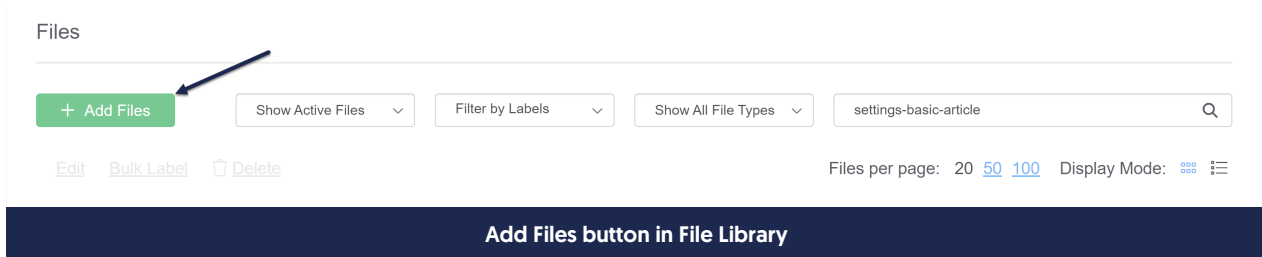 Files
+ Add Files Show Active Files Filter by Labels Show All File Types settings-basic-article
Edit Bulk Label Delete Files per page: 20 50 100 Display Mode:
Add Files button in File Library